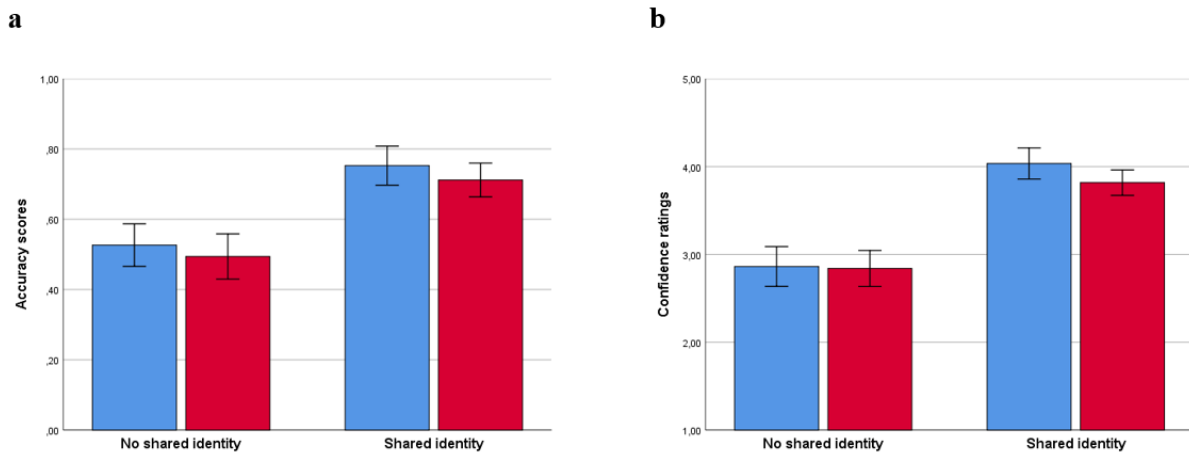 a
1,00
,80
,60
,40
,20
,00
Accuracy scores
No shared identity
Shared identity
b
5,00
4,00
3,00
2,00
1,00
Confidence ratings
No shared identity
Shared identity